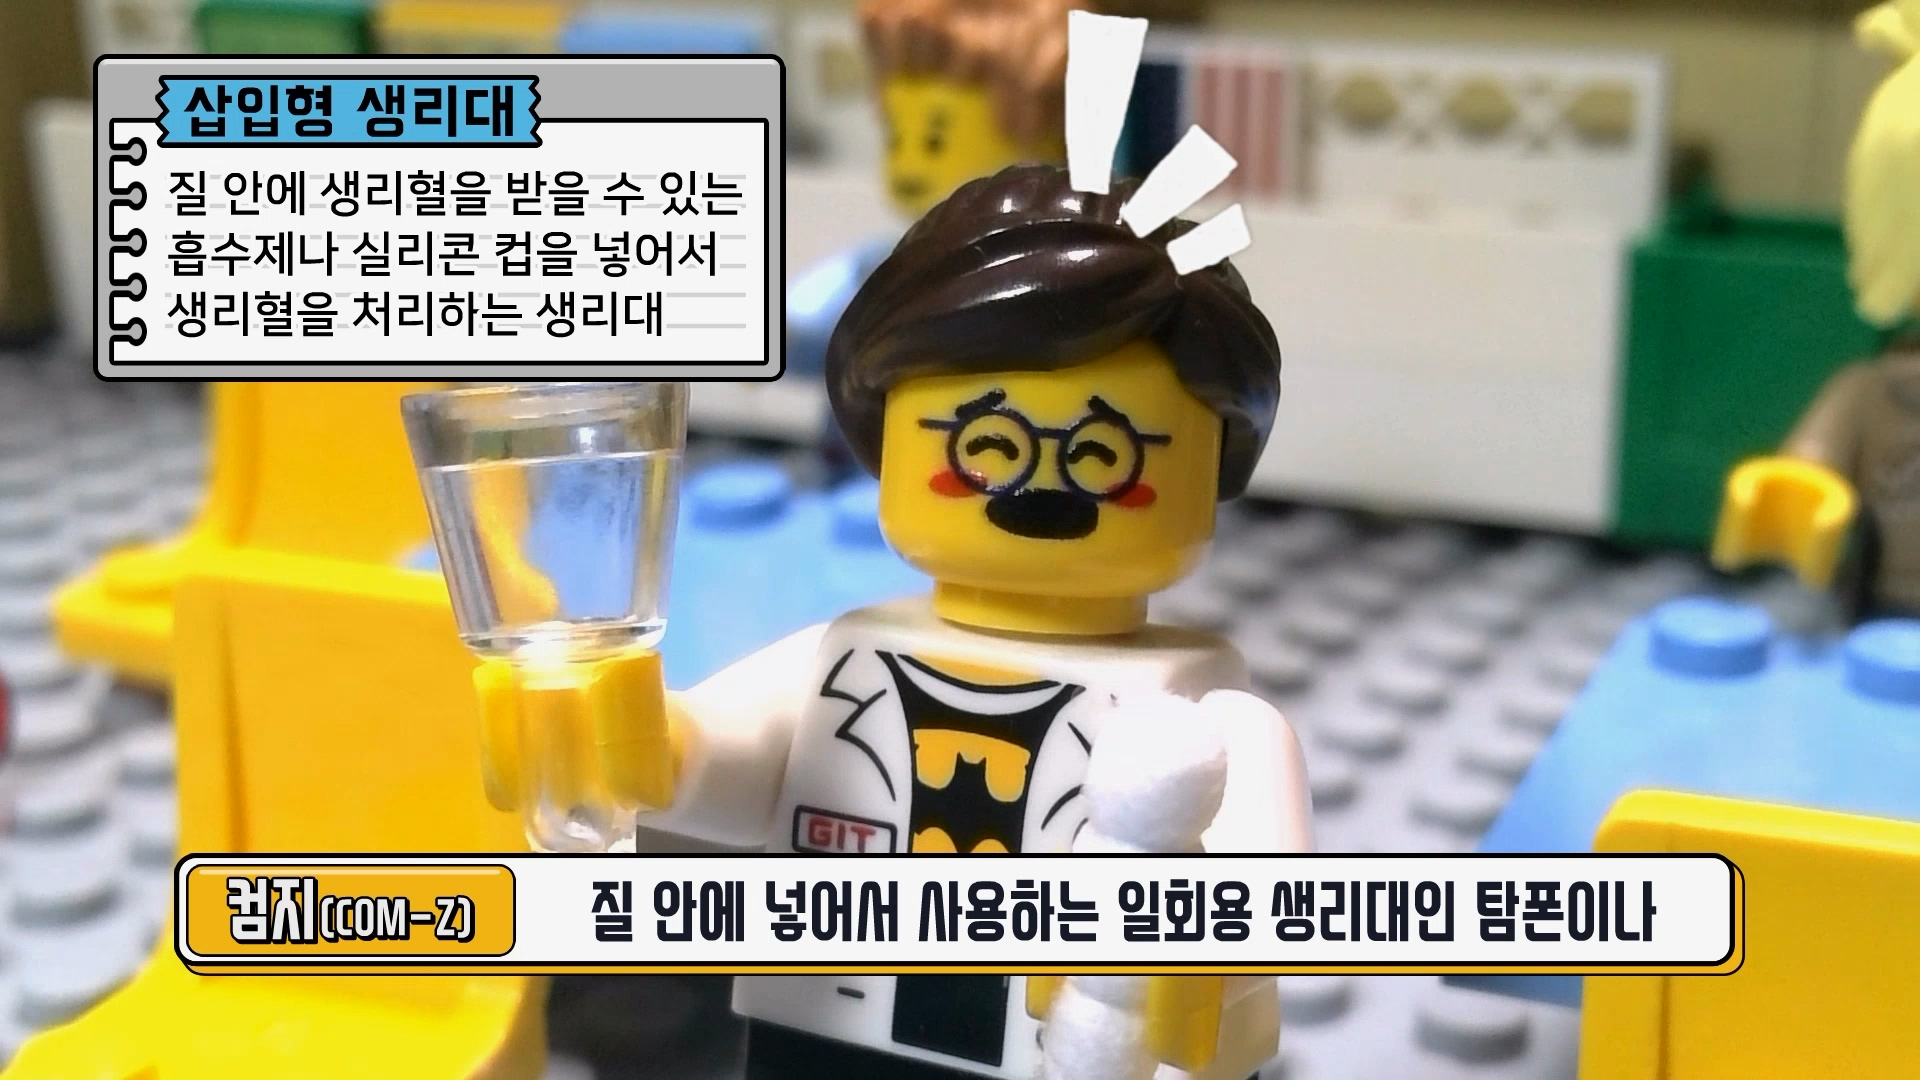 삽입형 생리대
질 안에 생리혈을 받을 수 있는
흡수제나 실리콘 컵을 넣어서
생리혈을 처리하는 생리대
GIT
컴지(COM-Z)
질 안에 넣어서 사용하는 일회용 생리대인 탐폰이나